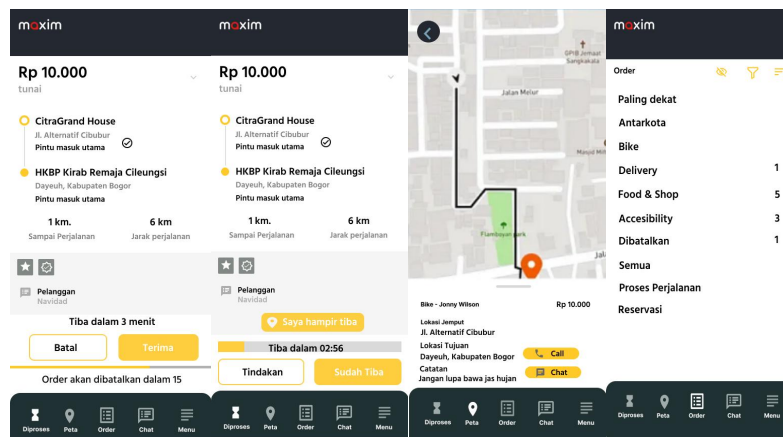 maxim
Rp 10.000
tunai
CitraGrand House
Jl. Alternatif Cibubur
Pintu masuk utama
HKBP Kirab Remaja Cileungsi
Dayeuh, Kabupaten Bogor
Pintu masuk utama
1 km.
6 km
Sampai Perjalanan
Jarak perjalanan
Pelanggan
Navidad
Tiba dalam 3 menit
Batal
Terima
Order akan dibatalkan dalam 15
Diproses
Peta
Order
Chat
Menu
maxim
Rp 10.000
tunai
CitraGrand House
Jl. Alternatif Cibubur
Pintu masuk utama
HKBP Kirab Remaja Cileungsi
Dayeuh, Kabupaten Bogor
Pintu masuk utama
1 km.
6 km
Sampai Perjalanan
Jarak perjalanan
Pelanggan
Navidad
Saya hampir tiba
Tiba dalam 02:56
Tindakan
Sudah Tiba
Diproses
Peta
Order
Chat
Menu
GPIB Jemaat
Sangkakala
Jalan Melur
Masjid
Flamboyan park
Jal
Bike - Jonny Wilson
Rp 10.000
Lokasi Jemput
Jl. Alternatif Cibubur
Lokasi Tujuan
Dayeuh, Kabupaten Bogor
Call
Catatan
Jangan lupa bawa jas hujan
Chat
Diproses
Peta
Order
Chat
Menu
maxim
Order
Paling dekat
Antarkota
Bike
Delivery 1
Food & Shop 5
Accesibility 3
Dibatalkan 1
Semua
Proses Perjalanan
Reservasi
Diproses
Peta
Order
Chat
Menu